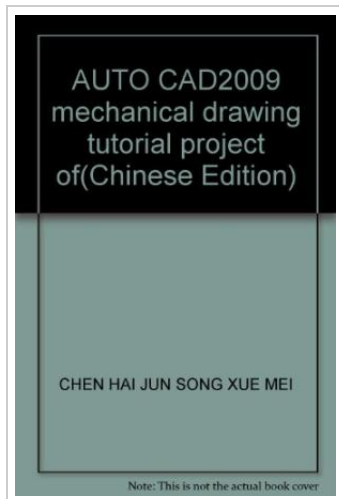 AUTO CAD2009
mechanical drawing
tutorial project
of(Chinese Edition)
CHEN HAI JUN SONG XUE MEI
Note: This is not the actual book cover